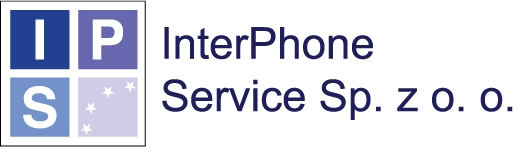 I P
S
InterPhone
Service Sp. z o. o.